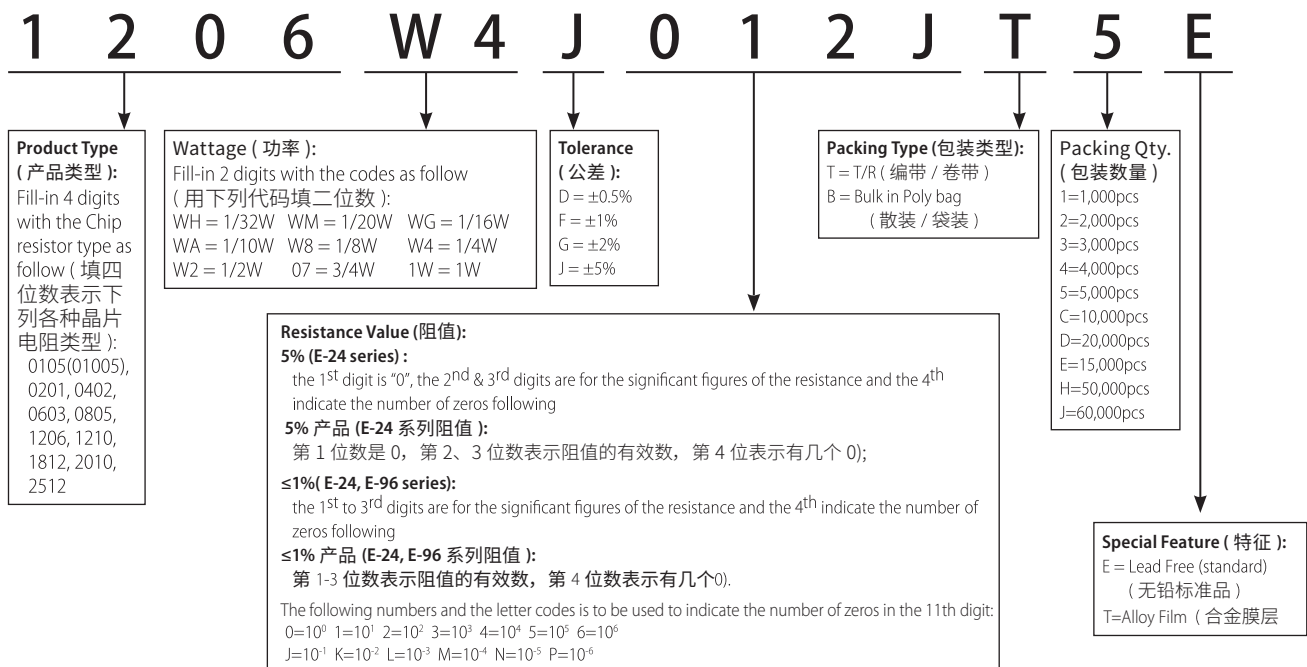 1 2 0 6 W 4 J 0 1 2 J T 5 E
Product Type
( 产品类型 ):
Fill-in 4 digits
with the Chip
resistor type as
follow ( 填四
位数表示下
列各种晶片
电阻类型 ):
0105(01005),
0201, 0402,
0603, 0805,
1206, 1210,
1812, 2010,
2512
Wattage ( 功率 ):
Fill-in 2 digits with the codes as follow
( 用下列代码填二位数 ):
WH = 1/32W WM = 1/20W WG = 1/16W
WA = 1/10W W8 = 1/8W W4 = 1/4W
W2 = 1/2W 07 = 3/4W 1W = 1W
Tolerance
( 公差 ):
D = ±0.5%
F = ±1%
G = ±2%
J = ±5%
Resistance Value (阻值):
5% (E-24 series) :
the 1st digit is “0”, the 2nd & 3rd digits are for the significant figures of the resistance and the 4th
indicate the number of zeros following
5% 产品 (E-24 系列阻值 ):
第 1 位数是 0，第 2、3 位数表示阻值的有效数，第 4 位表示有几个 0);
≤1%( E-24, E-96 series):
the 1st to 3rd digits are for the significant figures of the resistance and the 4th indicate the number of
zeros following
≤1% 产品 (E-24, E-96 系列阻值 ):
第 1-3 位数表示阻值的有效数，第 4 位数表示有几个0).
The following numbers and the letter codes is to be used to indicate the number of zeros in the 11th digit:
0=10⁰ 1=10¹ 2=10² 3=10³ 4=10⁴ 5=10⁵ 6=10⁶
J=10⁻¹ K=10⁻² L=10⁻³ M=10⁻⁴ N=10⁻⁵ P=10⁻⁶
Packing Type (包装类型):
T = T/R ( 编带 / 卷带 )
B = Bulk in Poly bag
( 散装 / 袋装 )
Packing Qty.
( 包装数量 )
1=1,000pcs
2=2,000pcs
3=3,000pcs
4=4,000pcs
5=5,000pcs
C=10,000pcs
D=20,000pcs
E=15,000pcs
H=50,000pcs
J=60,000pcs
Special Feature ( 特征 ):
E = Lead Free (standard)
( 无铅标准品 )
T=Alloy Film ( 合金膜层